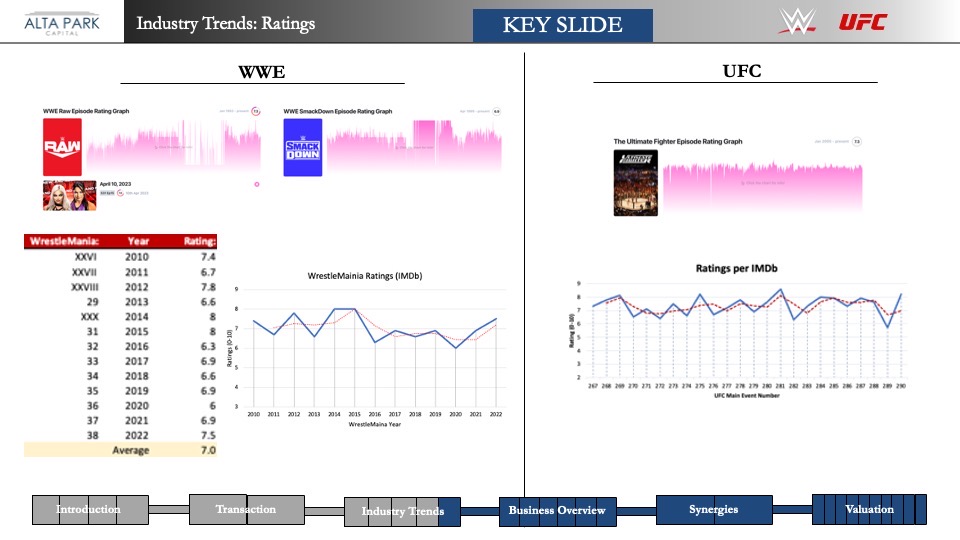 ALTA PARK
CAPITAL
Industry Trends: Ratings
KEY SLIDE
UFC
WWE
UFC
WWE Raw Episode Rating Graph
7.3
RAW
April 10, 2023
WWE SmackDown Episode Rating Graph
SMACK
DOWN
The Ultimate Fighter Episode Rating Graph
7.3
ULTIMATE
WrestleMania: Year Rating:
XXVI 2010 7.4
XXVII 2011 6.7
XXVIII 2012 7.8
29 2013 6.6
XXX 2014 8
31 2015 8
32 2016 6.3
33 2017 6.9
34 2018 6.6
35 2019 6.9
36 2020 6
37 2021 6.9
38 2022 7.5
Average 7.0
WrestleMainia Ratings (IMDb)
Ratings (0-10)
9
8
7
6
5
4
3
2010 2011 2012 2013 2014 2015 2016 2017 2018 2019 2020 2021 2022
WrestleMaina Year
Ratings per IMDb
Rating (0-10)
9
8
7
6
5
4
3
2
267 268 269 270 271 272 273 274 275 276 277 278 279 280 281 282 283 284 285 286 287 288 289 290
UFC Main Event Number
Introduction
Transaction
Industry Trends
Business Overview
Synergies
Valuation